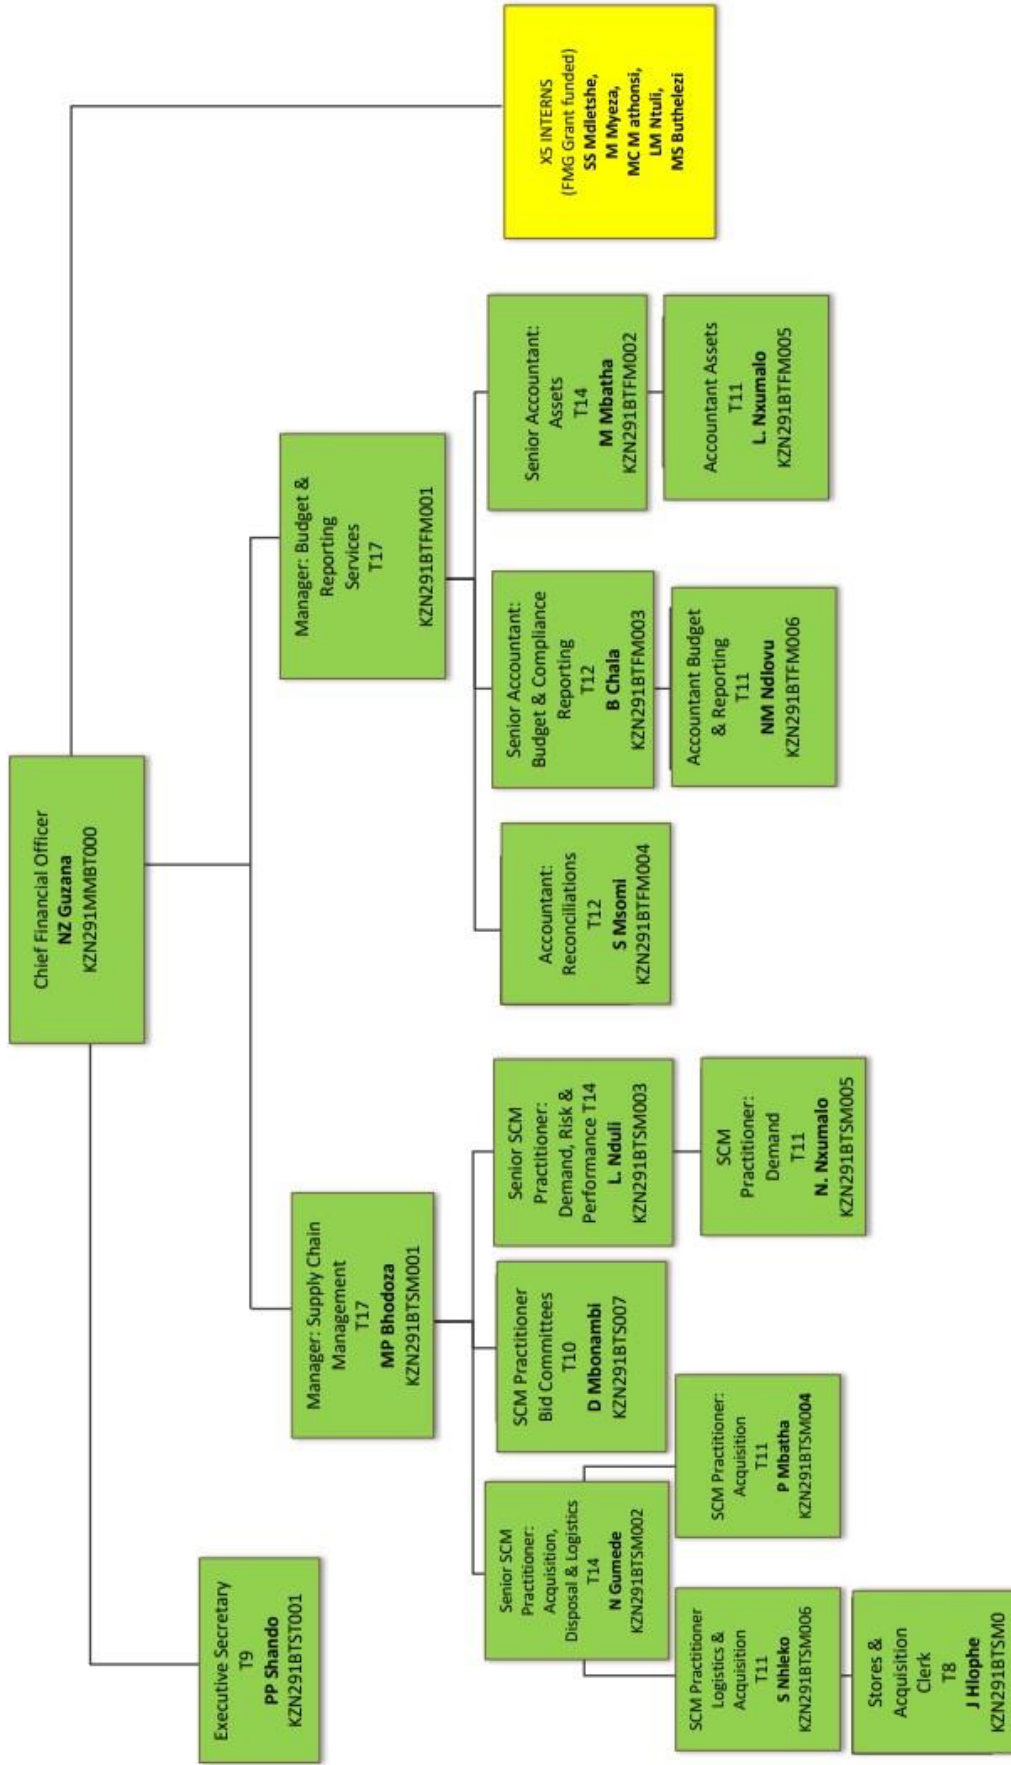 Chief Financial Officer
NZ Guzana
KZN291MMBT000
Executive Secretary
T9
PP Shando
KZN291BTST001
X5 INTERNS
(FMG Grant funded)
SS Mdletshe,
M Myeza,
MC M athonsi,
LM Ntuli,
MS Buthelezi
Manager: Supply Chain
Management
T17
MP Bhodoza
KZN291BTSM001
Manager: Budget &
Reporting
Services
T17
KZN291BTFM001
Senior SCM
Practitioner:
Acquisition,
Disposal & Logistics
T14
N Gumede
KZN291BTSM002
SCM Practitioner
Bid Committees
T10
D Mbonambi
KZN291BTS007
Senior SCM
Practitioner:
Demand, Risk &
Performance T14
L. Nduli
KZN291BTSM003
Accountant:
Reconciliations
T12
S Msomi
KZN291BTFM004
Senior Accountant:
Budget & Compliance
Reporting
T12
B Chala
KZN291BTFM003
Senior Accountant:
Assets
T14
M Mbatha
KZN291BTFM002
SCM Practitioner
Logistics &
Acquisition
T11
S Nhleko
KZN291BTSM006
SCM Practitioner:
Acquisition
T11
P Mbatha
KZN291BTSM004
SCM
Practitioner:
Demand
T11
N. Nxumalo
KZN291BTSM005
Accountant Budget
& Reporting
T11
NM Ndlovu
KZN291BTFM006
Accountant Assets
T11
L. Nxumalo
KZN291BTFM005
Stores &
Acquisition
Clerk
T8
J Hlophe
KZN291BTSM0